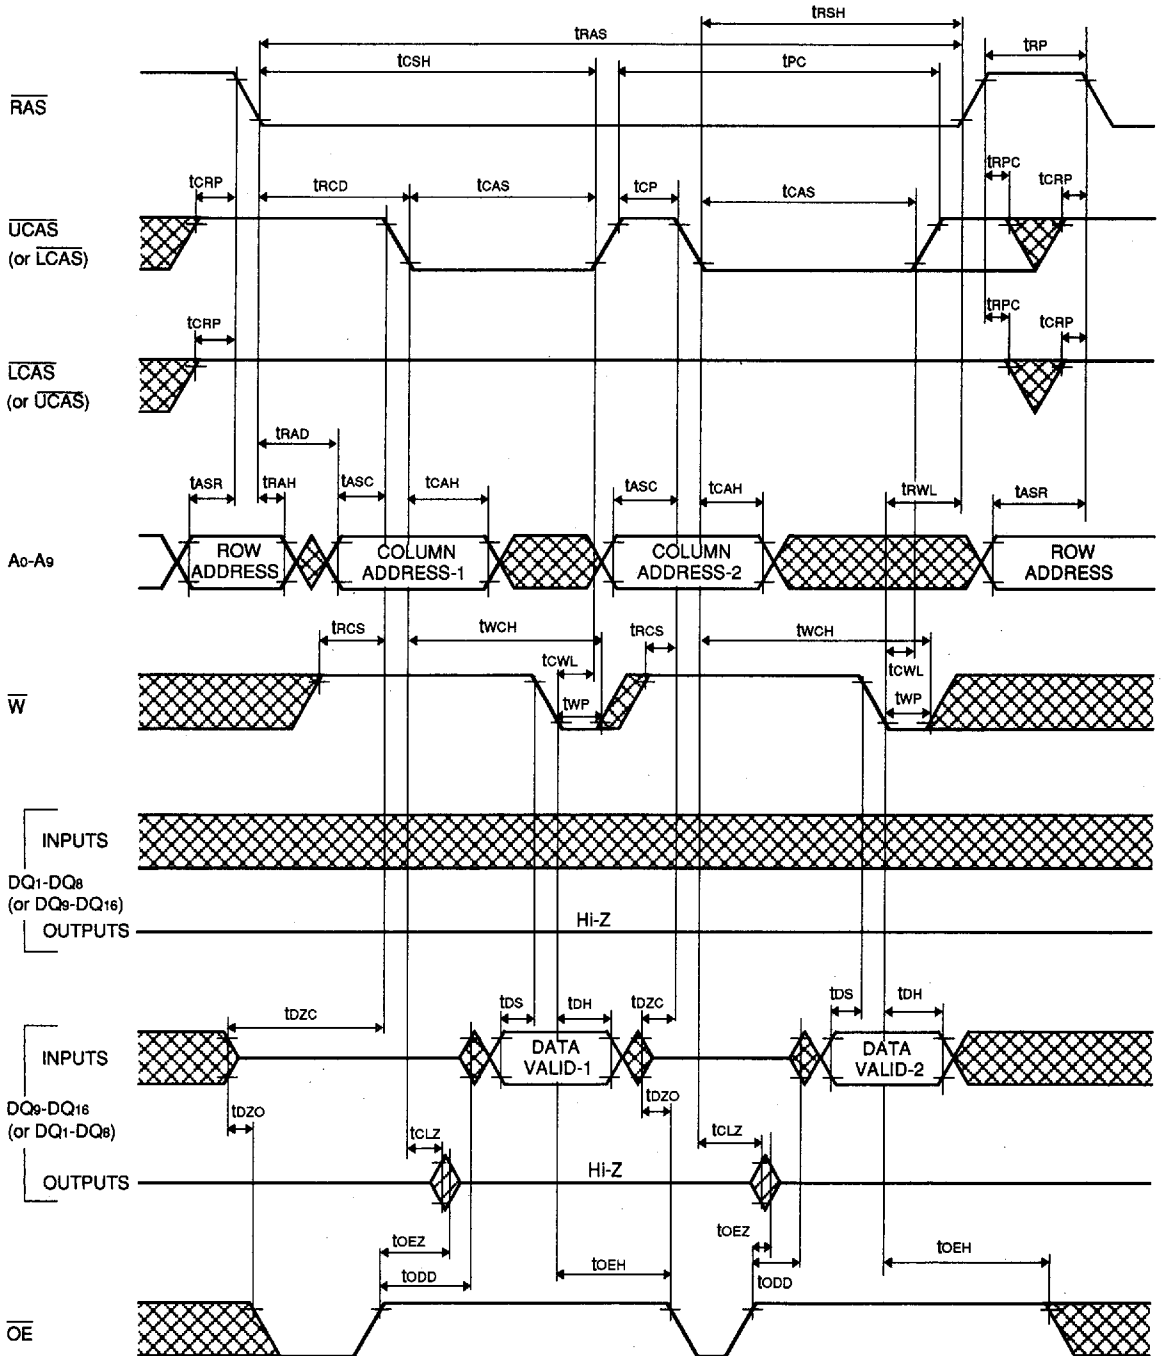 tRSH
tRAS
tRP
tCSH
tPC
RAS
tRPC
tCRP
tRCD
tCAS
tCP
tCAS
tCRP
UCAS
(or LCAS)
tCRP
tRPC
tCRP
LCAS
(or UCAS)
tRAD
tASR
tRAH
tASC
tCAH
tASC
tCAH
tRWL
tASR
A0-A9
ROW
ADDRESS
COLUMN
ADDRESS-1
COLUMN
ADDRESS-2
ROW
ADDRESS
tRCS
tWCH
tRCS
tWCH
tCWL
tCWL
W
tWP
tWP
INPUTS
DQ1-DQ8
(or DQ9-DQ16)
OUTPUTS
Hi-Z
tDZC
tDS
tDH
tDZC
tDS
tDH
INPUTS
DATA
VALID-1
DATA
VALID-2
DQ9-DQ16
(or DQ1-DQ8)
tDZO
tDZO
tCLZ
tCLZ
OUTPUTS
Hi-Z
tOEZ
tOEZ
tODD
tOEH
tODD
tOEH
OE